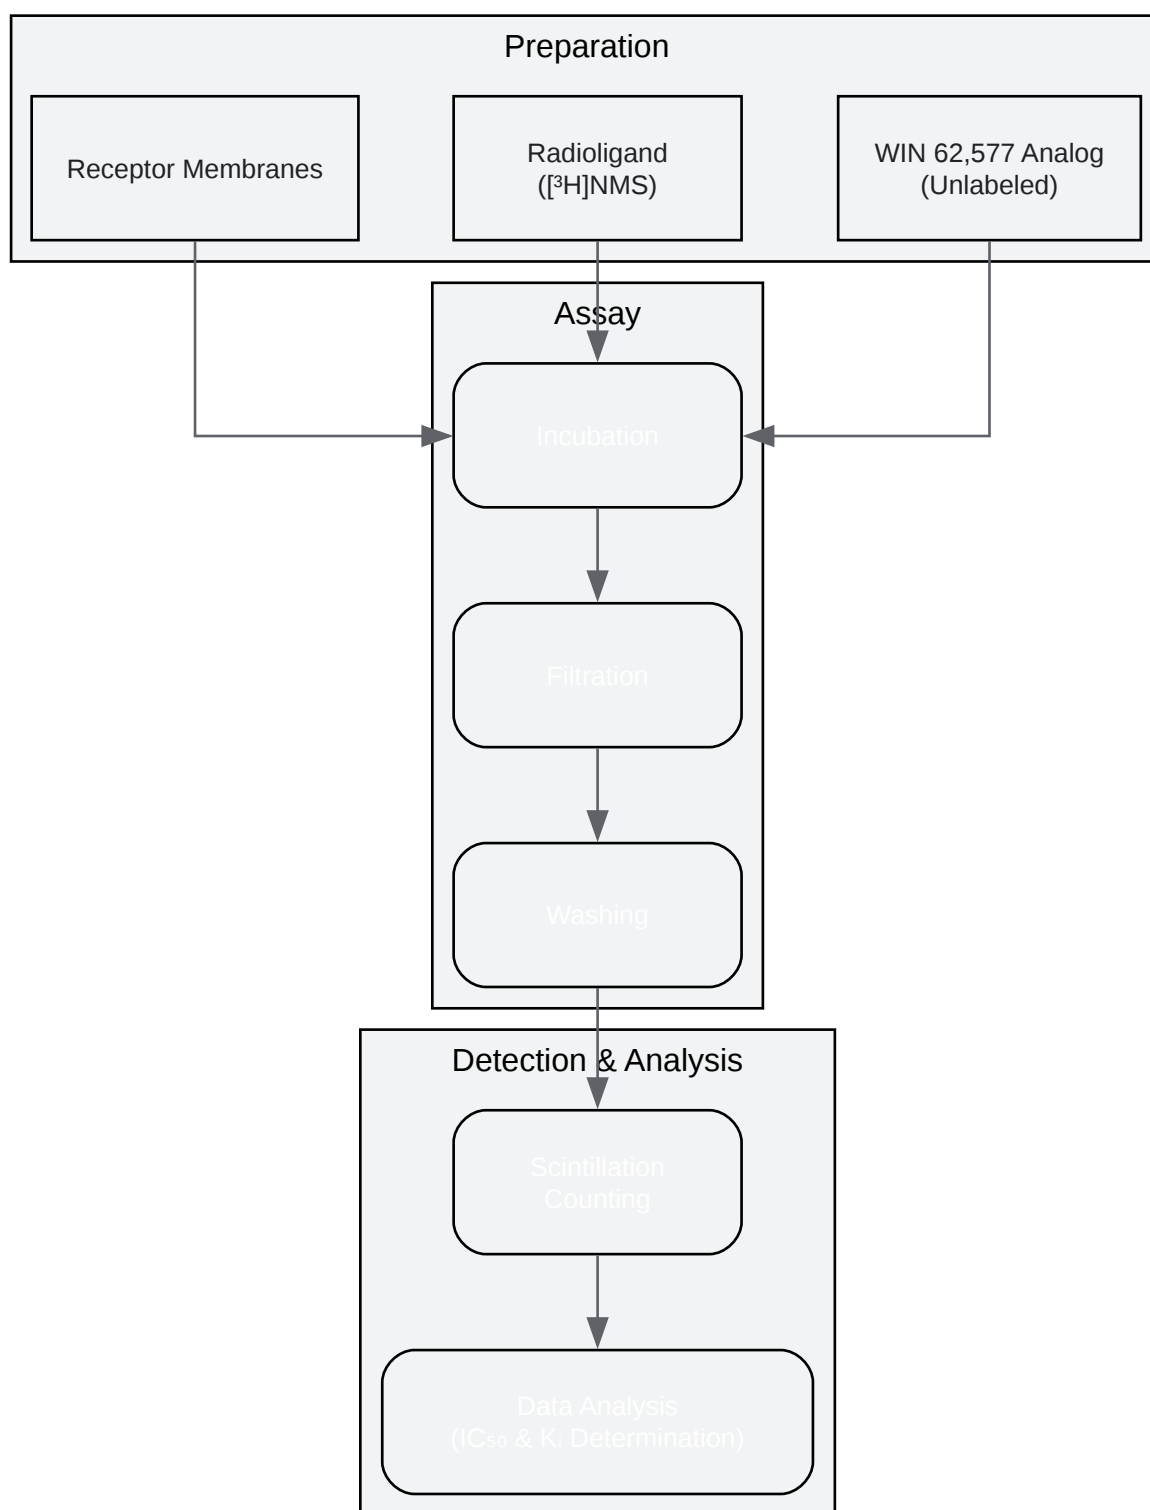 Preparation
Receptor Membranes
Radioligand
([³H]NMS)
WIN 62,577 Analog
(Unlabeled)
Assay
Incubation
Filtration
Washing
Detection & Analysis
Scintillation
Counting
Data Analysis
(IC₅₀ & Kᵢ Determination)